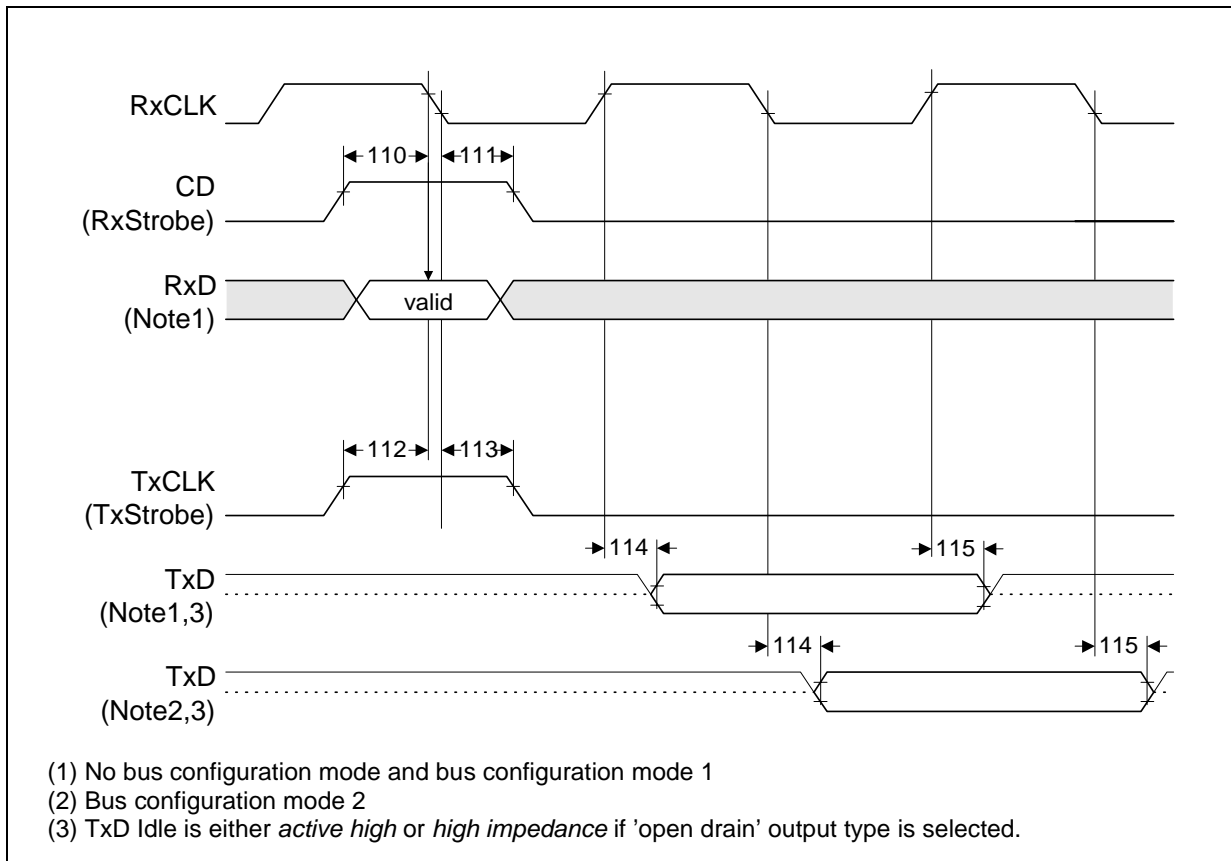 RxCLK
110
111
CD
(RxStrobe)
RxD
(Note1)
valid
112
113
TxCLK
(TxStrobe)
114
115
TxD
(Note1,3)
114
115
TxD
(Note2,3)
(1) No bus configuration mode and bus configuration mode 1
(2) Bus configuration mode 2
(3) TxD Idle is either active high or high impedance if 'open drain' output type is selected.